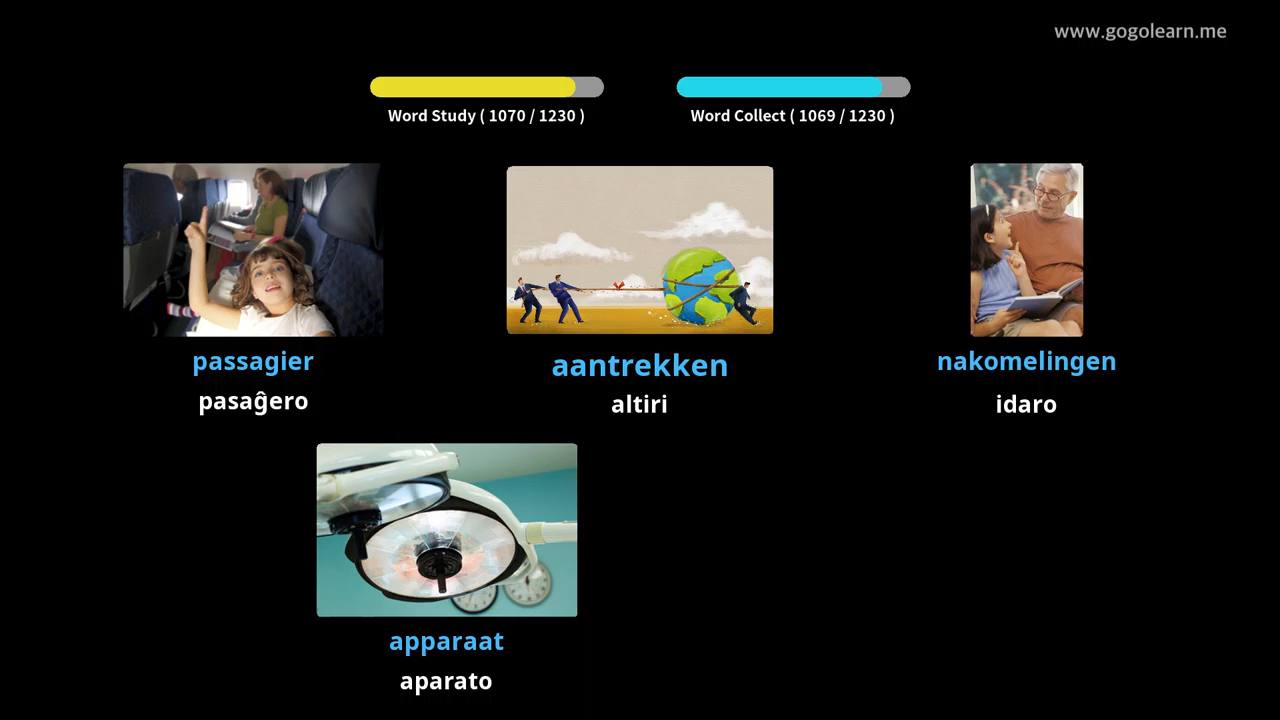 www.gogolearn.me
Word Study ( 1070 / 1230 )
Word Collect ( 1069 / 1230 )
passagier
pasaĝero
aantrekken
altiri
nakomelingen
idaro
apparaat
aparato